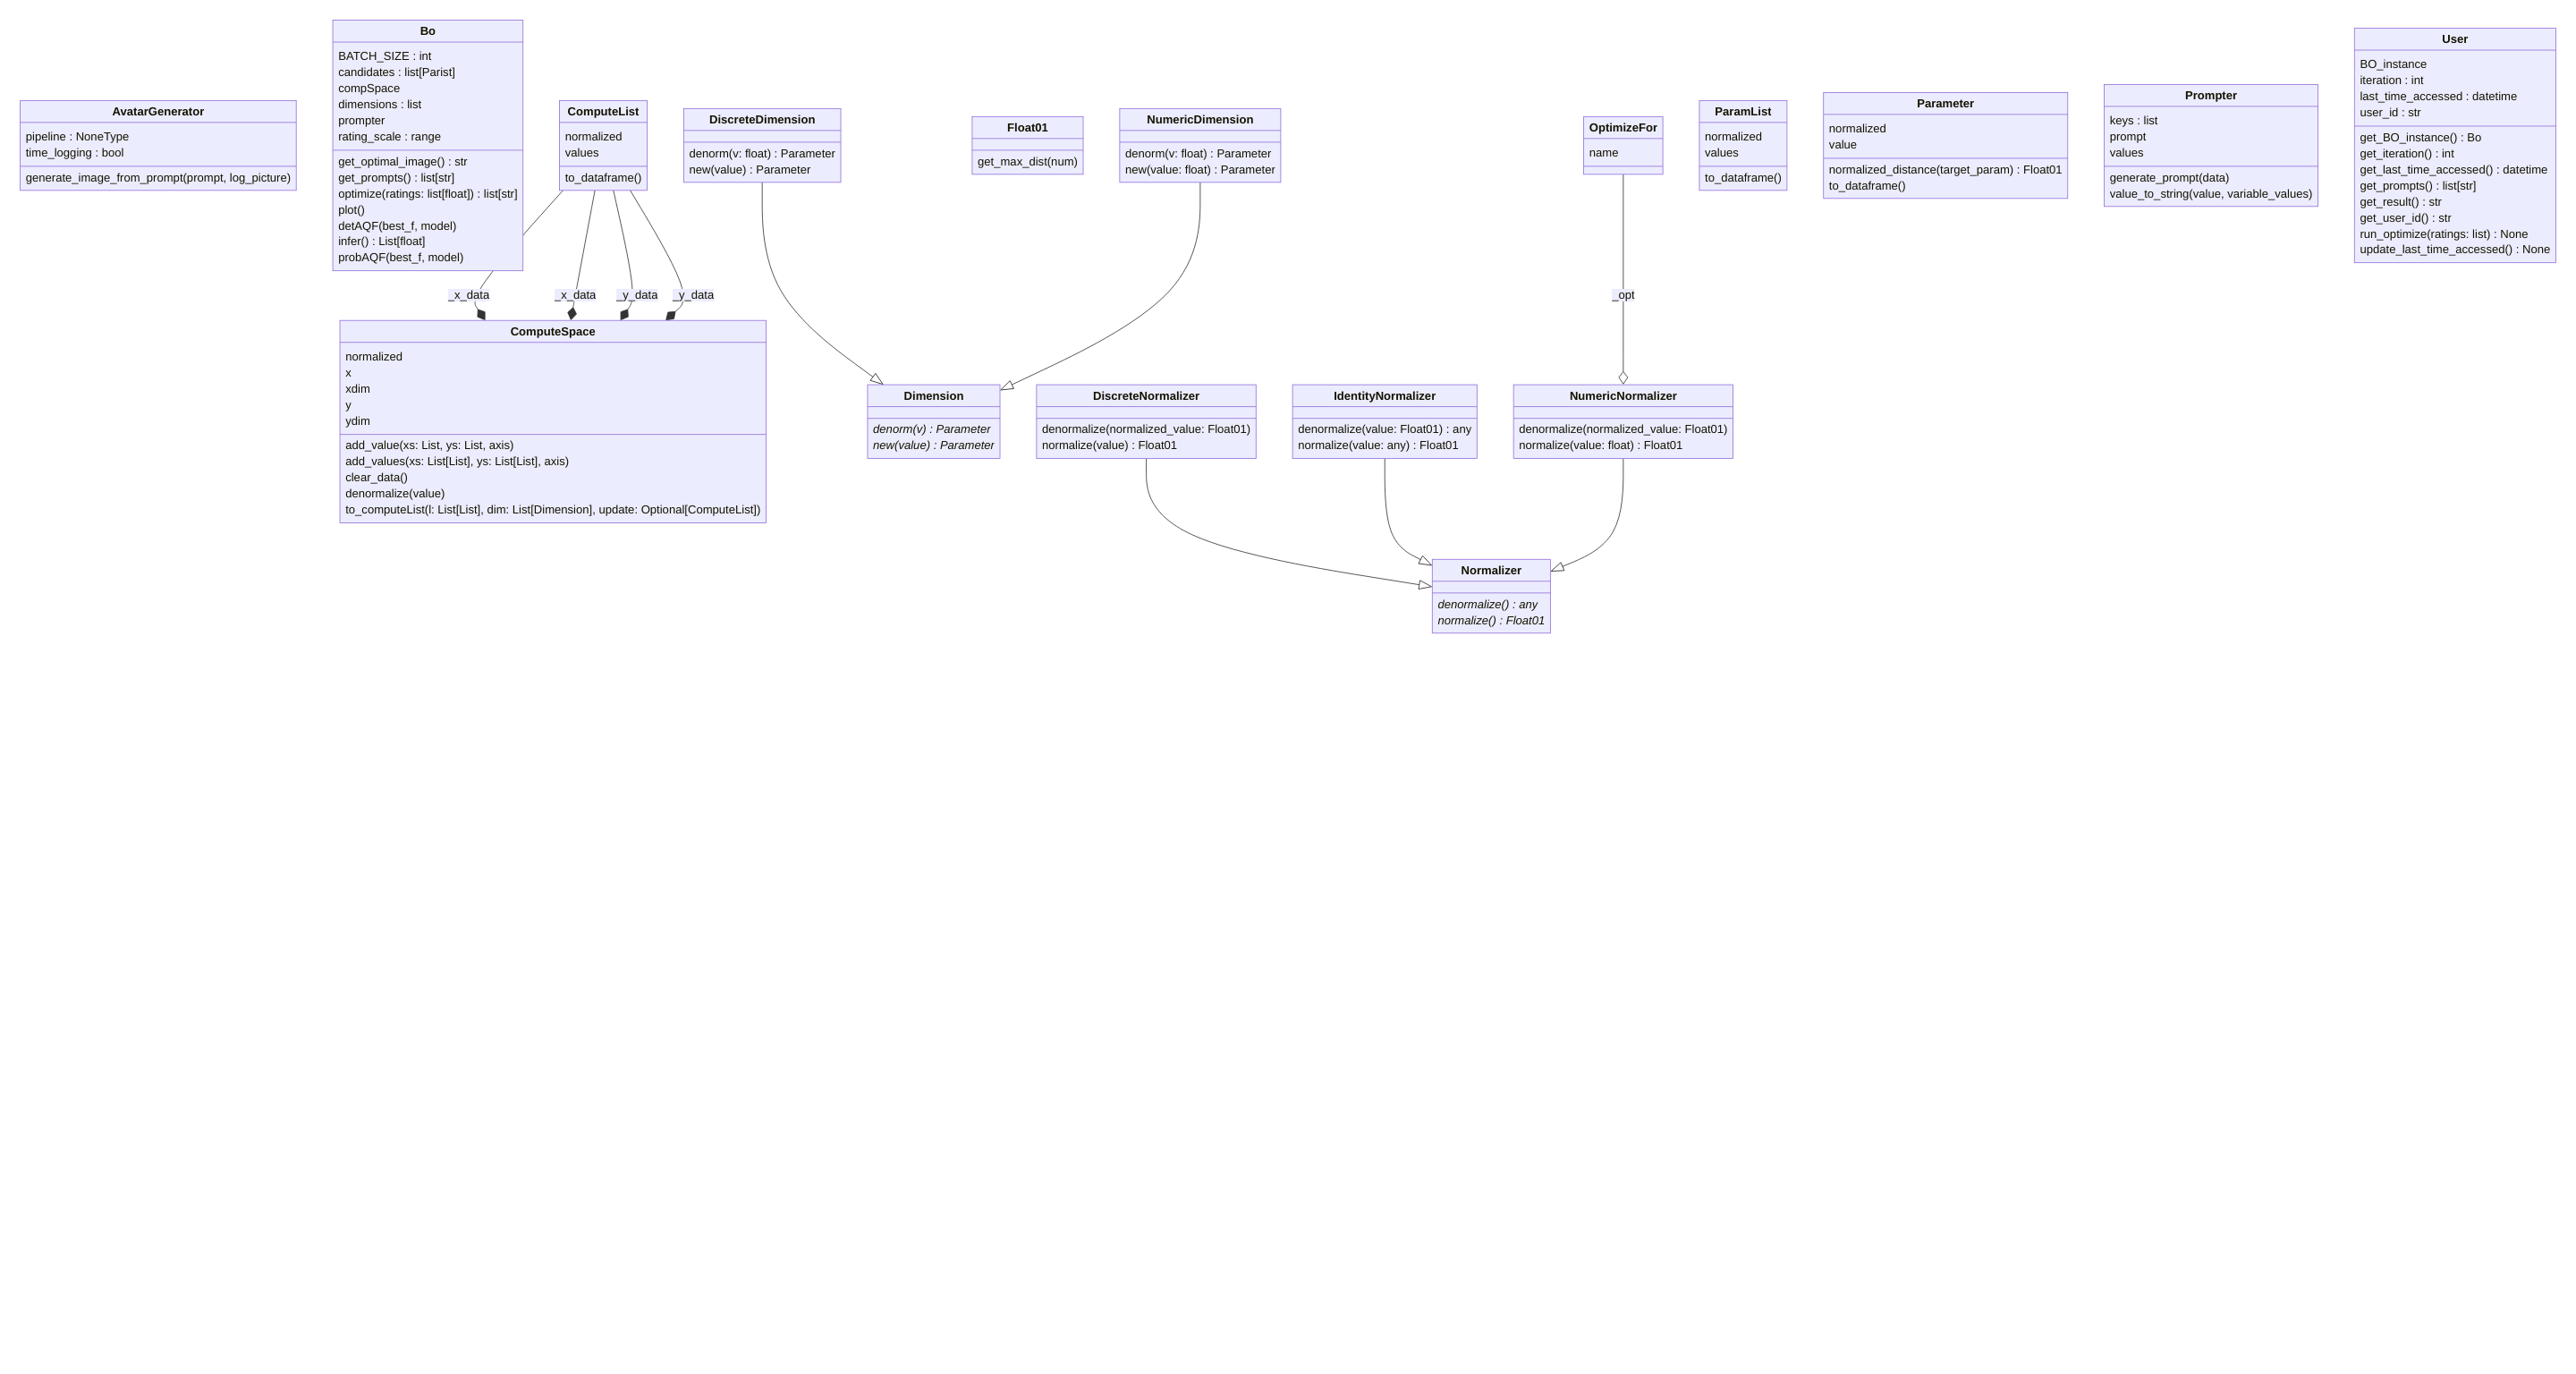 AvatarGenerator
pipeline : NoneType
time_logging : bool
generate_image_from_prompt(prompt, log_picture)
Bo
BATCH_SIZE : int
candidates : list[Parist]
compSpace
dimensions : list
prompter
rating_scale : range
get_optimal_image() : str
get_prompts() : list[str]
optimize(ratings: list[float]) : list[str]
plot()
detAQF(best_f, model)
infer() : List[float]
probAQF(best_f, model)
ComputeList
normalized
values
to_dataframe()
DiscreteDimension
denorm(v: float) : Parameter
new(value) : Parameter
Float01
get_max_dist(num)
NumericDimension
denorm(v: float) : Parameter
new(value: float) : Parameter
OptimizeFor
name
ParamList
normalized
values
to_dataframe()
Parameter
normalized
value
normalized_distance(target_param) : Float01
to_dataframe()
Prompter
keys : list
prompt
values
generate_prompt(data)
value_to_string(value, variable_values)
User
BO_instance
iteration : int
last_time_accessed : datetime
user_id : str
get_BO_instance() : Bo
get_iteration() : int
get_last_time_accessed() : datetime
get_prompts() : list[str]
get_result() : str
get_user_id() : str
run_optimize(ratings: list) : None
update_last_time_accessed() : None
_x_data
_x_data
_y_data
_y_data
_opt
ComputeSpace
normalized
x
xdim
y
ydim
add_value(xs: List, ys: List, axis)
add_values(xs: List[List], ys: List[List], axis)
clear_data()
denormalize(value)
to_computeList(l: List[List], dim: List[Dimension], update: Optional[ComputeList])
Dimension
denorm(v) : Parameter
new(value) : Parameter
DiscreteNormalizer
denormalize(normalized_value: Float01)
normalize(value) : Float01
IdentityNormalizer
denormalize(value: Float01) : any
normalize(value: any) : Float01
NumericNormalizer
denormalize(normalized_value: Float01)
normalize(value: float) : Float01
Normalizer
denormalize() : any
normalize() : Float01